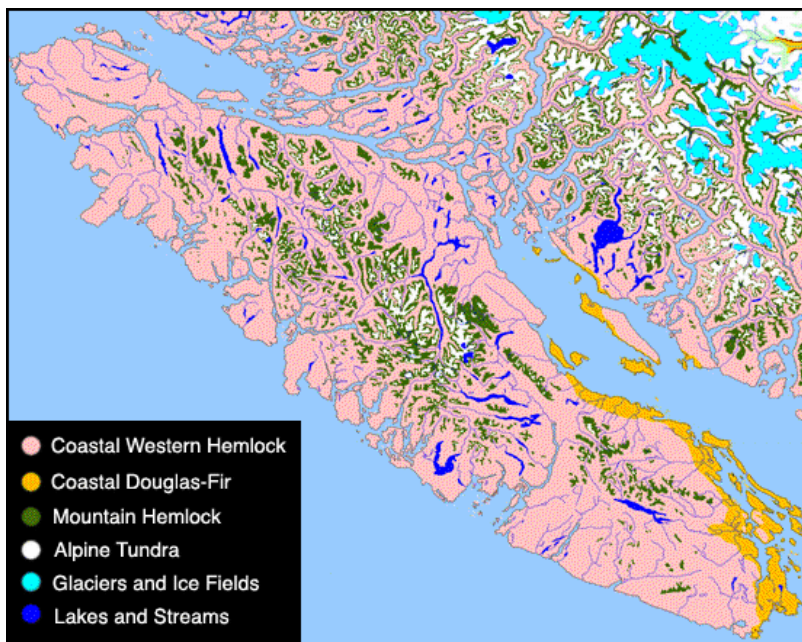 Coastal Western Hemlock
Coastal Douglas-Fir
Mountain Hemlock
Alpine Tundra
Glaciers and Ice Fields
Lakes and Streams